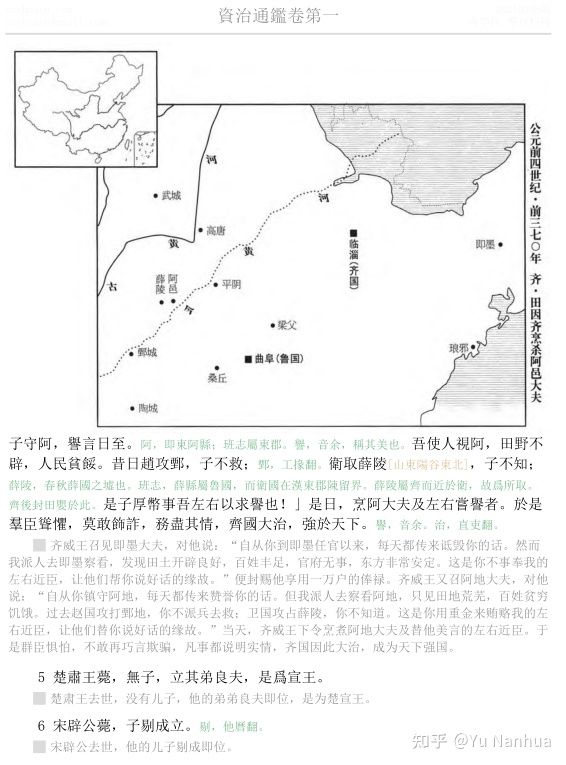 資治通鑑卷第一
公元前四世纪·前三七〇年 齐·田因齐烹杀阿邑大夫
河
武城
高唐
河
黄
黄
临淄(齐国)
即墨
古
薛陵
阿邑
平阴
河
梁父
鄄城
曲阜(鲁国)
琅邪
桑丘
陶城
子守阿，譽言日至。阿，即東阿縣；班志屬東郡。譽，音余，稱其美也。吾使人視阿，田野不
辟，人民貧餒。昔日趙攻鄄，子不救；鄄，工掾翻。衛取薛陵[山東陽谷東北]，子不知；
薛陵，春秋薛國之墟也。班志，薛縣屬魯國，而衛國在漢東郡陳留界。薛陵屬齊而近於衛，故爲所取。
齊後封田嬰於此。是子厚幣事吾左右以求譽也！」是日，烹阿大夫及左右嘗譽者。於是
羣臣聳懼，莫敢飾詐，務盡其情，齊國大治，強於天下。譽，音余。治，直吏翻。
齐威王召见即墨大夫，对他说：“自从你到即墨任官以来，每天都传来诋毁你的话。然而
我派人去即墨察看，发现田土开辟良好，百姓丰足，官府无事，东方非常安定。这是你不事奉我的
左右近臣，让他们帮你说好话的缘故。”便封赐他享用一万户的俸禄。齐威王又召阿地大夫，对他
说：“自从你镇守阿地，每天都传来赞誉你的话。但我派人去察看阿地，只见田地荒芜，百姓贫穷
饥饿。过去赵国攻打鄄地，你不派兵去救；卫国攻占薛陵，你不知道。这是你用重金来贿赂我的左
右近臣，让他们替你说好话的缘故。”当天，齐威王下令烹煮阿地大夫及替他美言的左右近臣。于
是群臣惧怕，不敢再巧言欺骗，凡事都说明实情，齐国因此大治，成为天下强国。
5 楚肅王薨，無子，立其弟良夫，是爲宣王。
楚肃王去世，没有儿子，他的弟弟良夫即位，是为楚宣王。
6 宋辟公薨，子剔成立。剔，他曆翻。
宋辟公去世，他的儿子剔成即位。
知乎 @Yu Nanhua